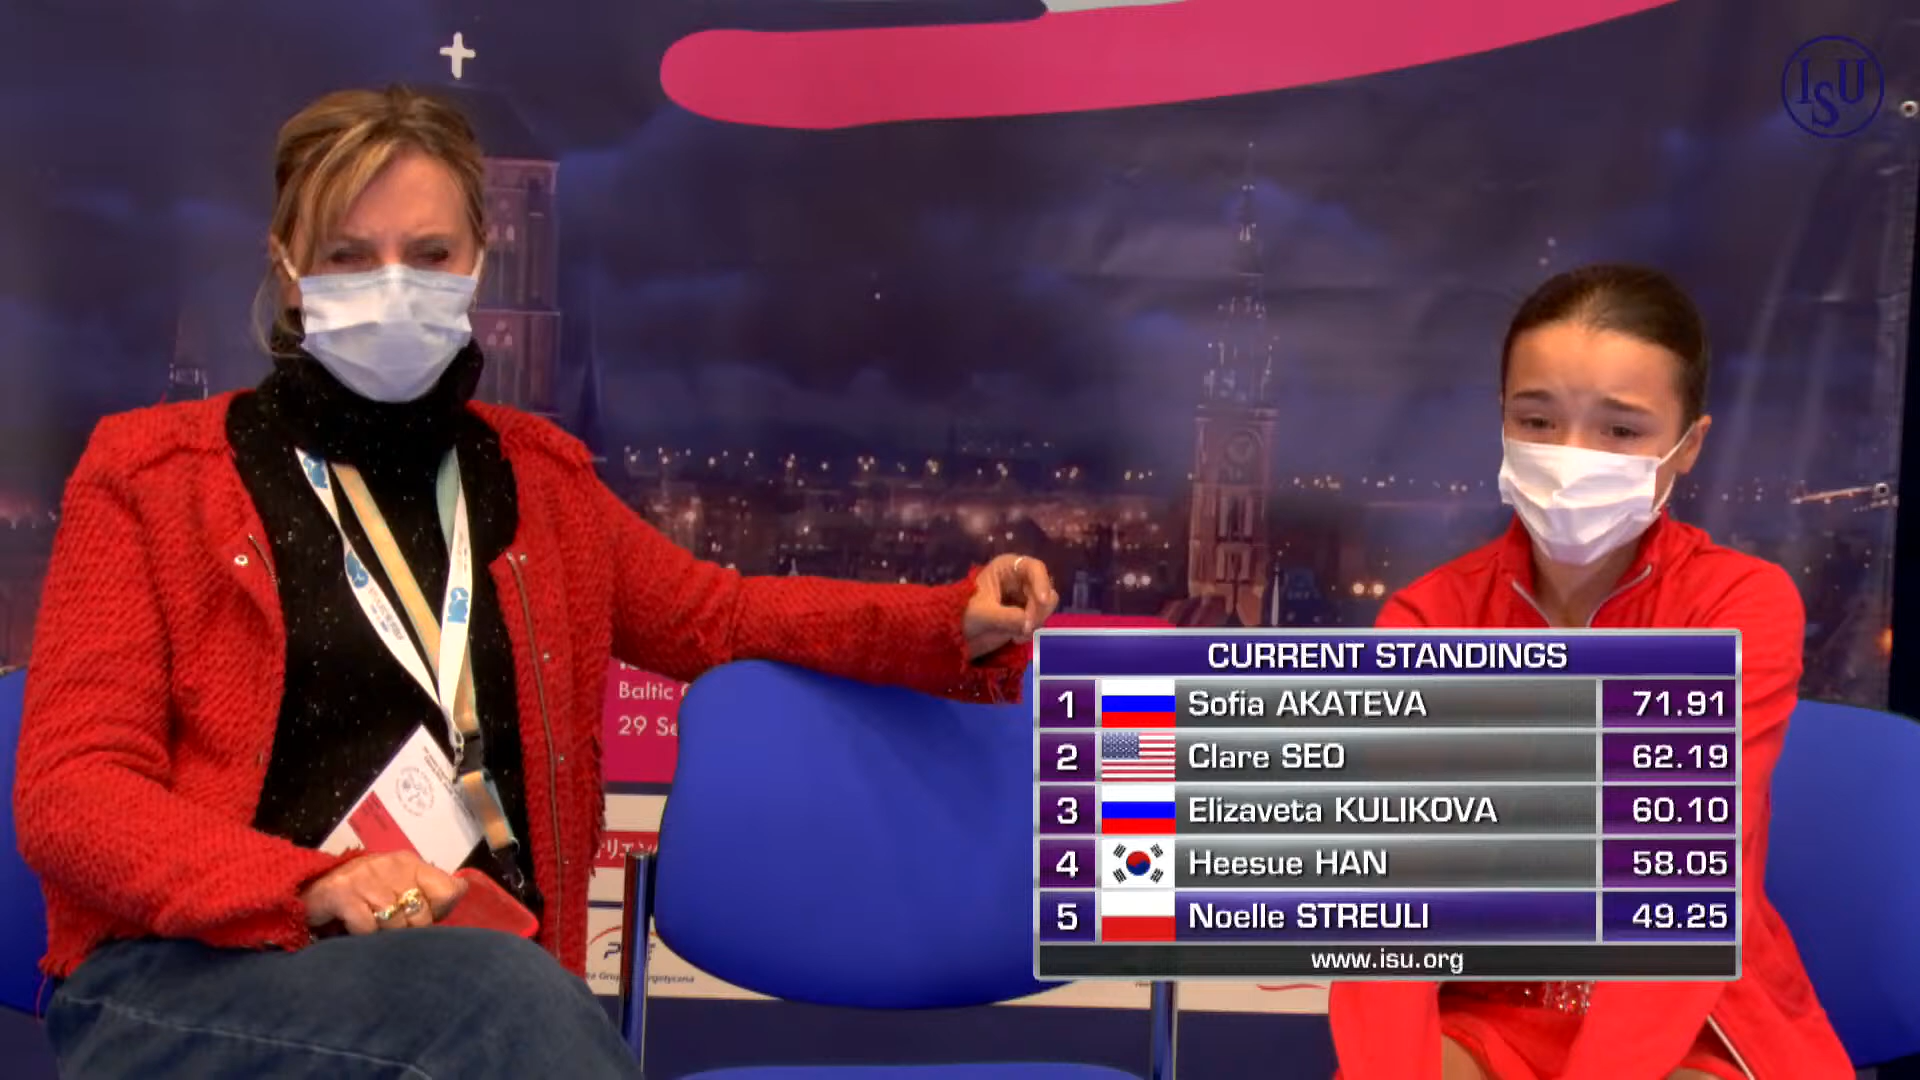 ISU
CURRENT STANDINGS
1 Sofia AKATEVA 71.91
2 Clare SEO 62.19
3 Elizaveta KULIKOVA 60.10
4 Heesue HAN 58.05
5 Noelle STREULI 49.25
www.isu.org
Baltic
29